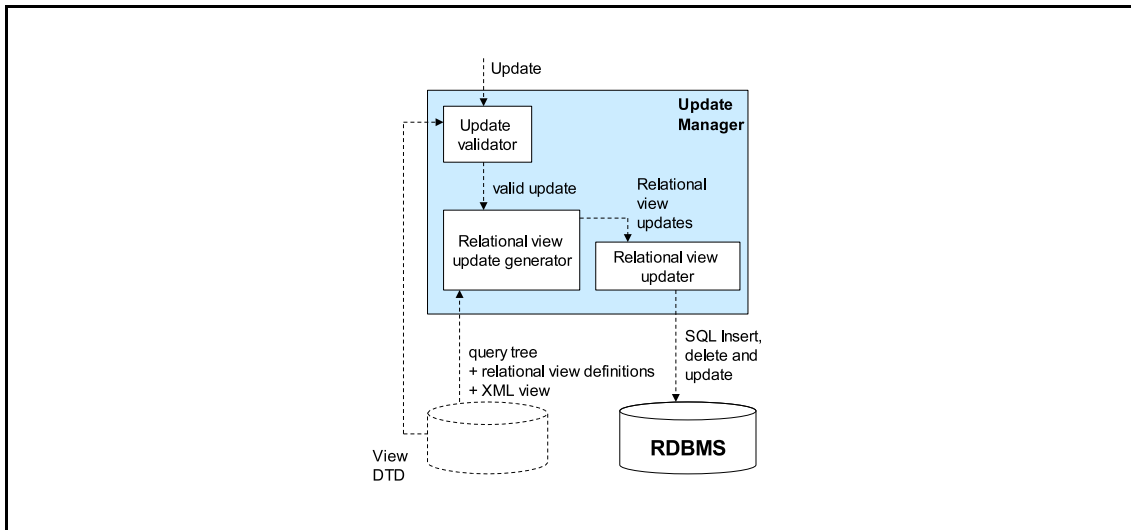 Update
Update
Manager
Update
validator
valid update
Relational
view
updates
Relational view
update generator
Relational view
updater
SQL Insert,
delete and
update
query tree
+ relational view definitions
+ XML view
RDBMS
View
DTD